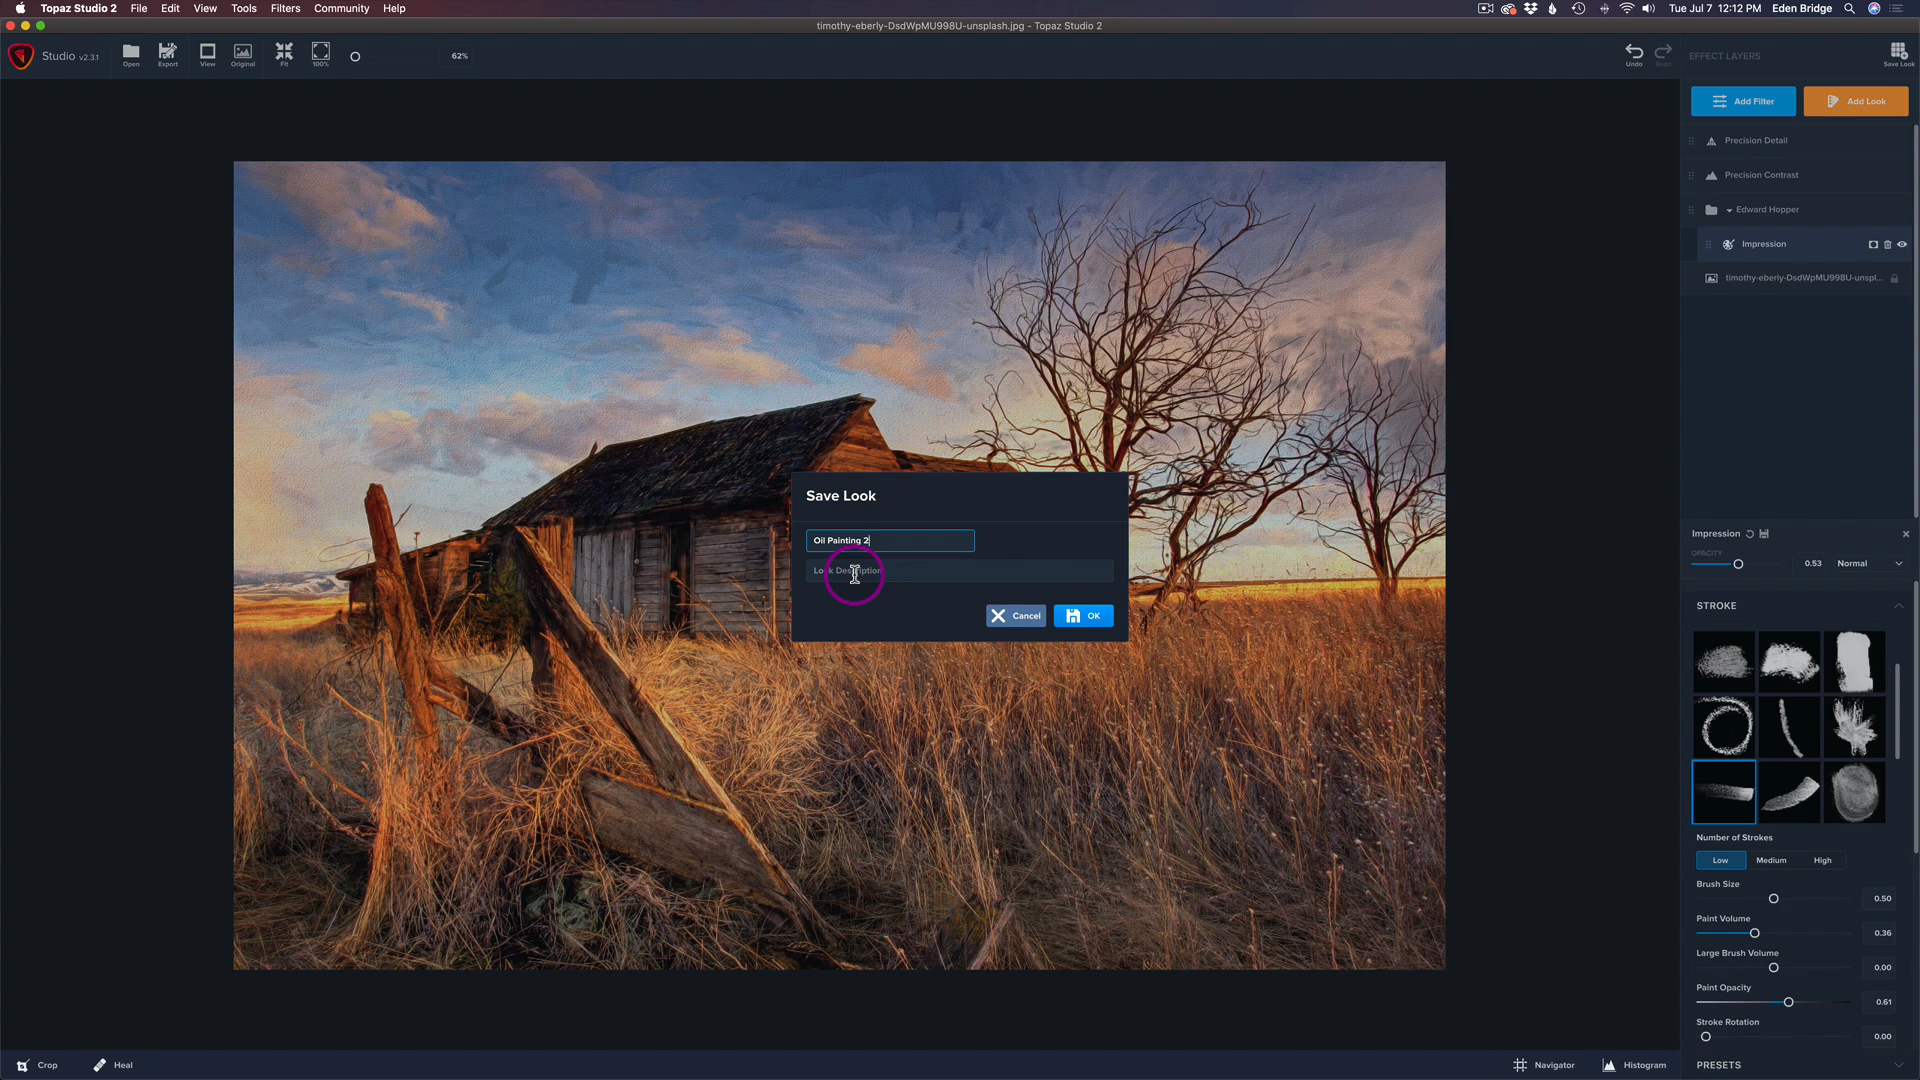 Topaz Studio 2 File Edit View Tools Filters Community Help
Tue Jul 7 12:12 PM Eden Bridge
timothy-eberly-DsdWpMU998U-unsplash.jpg - Topaz Studio 2
Studio v2.3.1
Open
Export
View
Original
Fit
100%
62%
Undo
Redo
EFFECT LAYERS
Save Look
Add Filter
Add Look
Precision Detail
Precision Contrast
Edward Hopper
Impression
timothy-eberly-DsdWpMU998U-unspl...
Save Look
Oil Painting 2
Look Description
Cancel
OK
Impression
OPACITY
0.53
Normal
STROKE
Number of Strokes
Low Medium High
Brush Size
0.50
Paint Volume
0.36
Large Brush Volume
0.00
Paint Opacity
0.61
Stroke Rotation
0.00
PRESETS
Crop
Heal
Navigator
Histogram